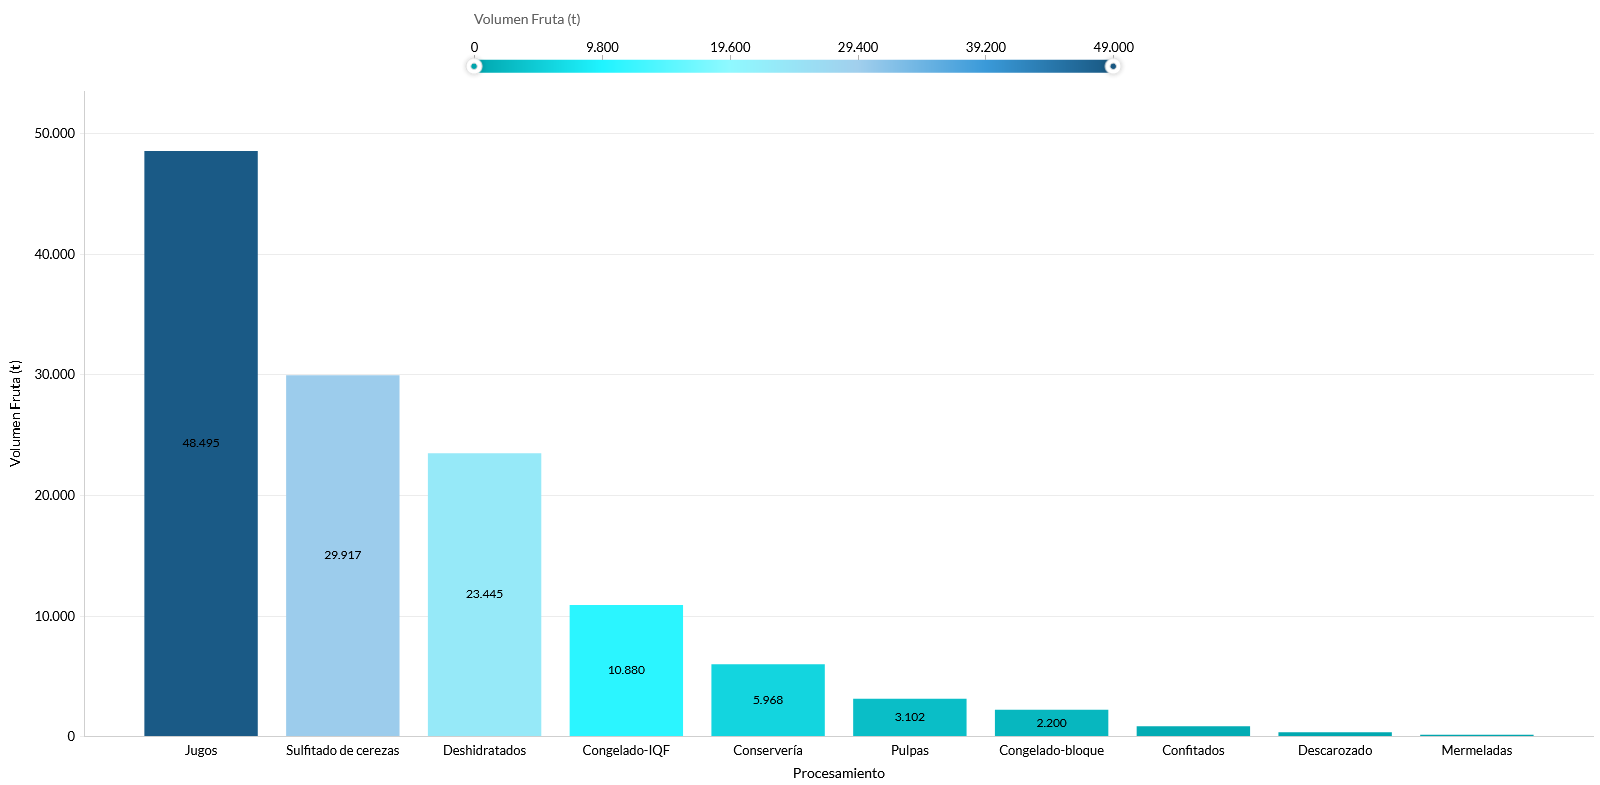 Volumen Fruta (t)
0 9.800 19.600 29.400 39.200 49.000
50.000
40.000
30.000
20.000
10.000
0
Volumen Fruta (t)
48.495
29.917
23.445
10.880
5.968
3.102
2.200
Jugos Sulfitado de cerezas Deshidratados Congelado-IQF Conservería Pulpas Congelado-bloque Confitados Descarozado Mermeladas
Procesamiento